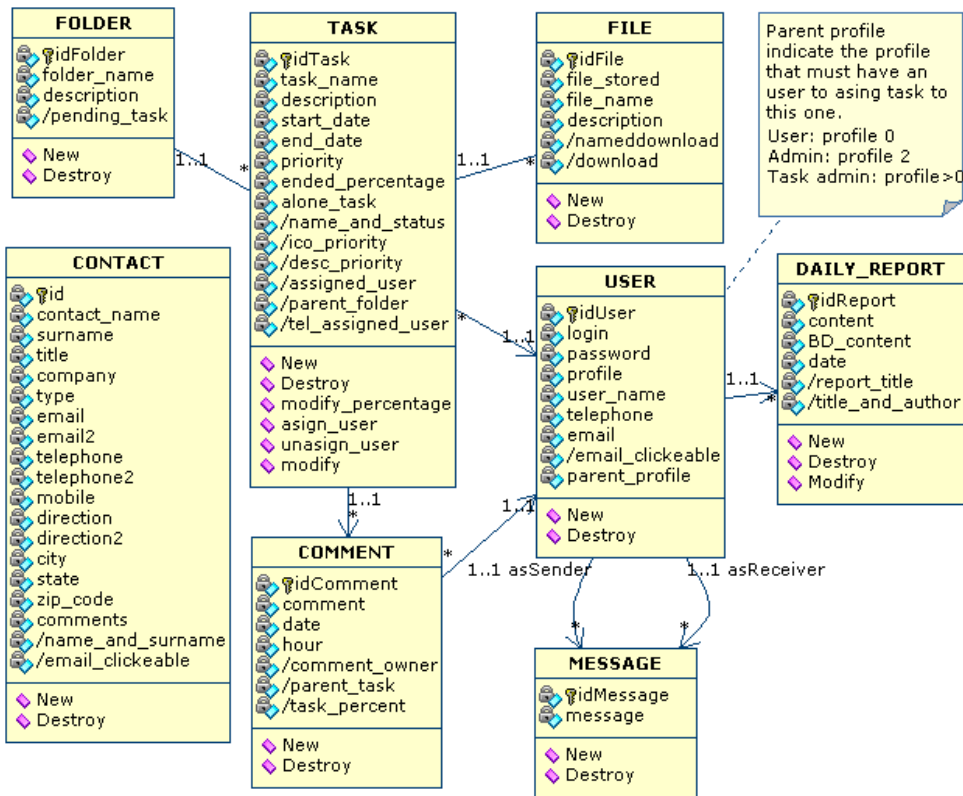 FOLDER
idFolder
folder_name
description
/pending_task
New
Destroy
1..1
*
TASK
idTask
task_name
description
start_date
end_date
priority
ended_percentage
alone_task
/name_and_status
/ico_priority
/desc_priority
/assigned_user
/parent_folder
/tel_assigned_user
New
Destroy
modify_percentage
asign_user
unasign_user
modify
1..1
*
FILE
idFile
file_stored
file_name
description
/nameddownload
/download
New
Destroy
Parent profile
indicate the profile
that must have an
user to asing task to
this one.
User: profile 0
Admin: profile 2
Task admin: profile>0
CONTACT
id
contact_name
surname
title
company
type
email
email2
telephone
telephone2
mobile
direction
direction2
city
state
zip_code
comments
/name_and_surname
/email_clickeable
New
Destroy
*
1..1
USER
idUser
login
password
profile
user_name
telephone
email
/email_clickeable
parent_profile
New
Destroy
1..1
*
DAILY_REPORT
idReport
content
BD_content
date
/report_title
/title_and_author
New
Destroy
Modify
1..1
*
COMMENT
idComment
comment
date
hour
/comment_owner
/parent_task
/task_percent
New
Destroy
*
1..1
1..1 asSender
1..1 asReceiver
*
*
MESSAGE
idMessage
message
New
Destroy